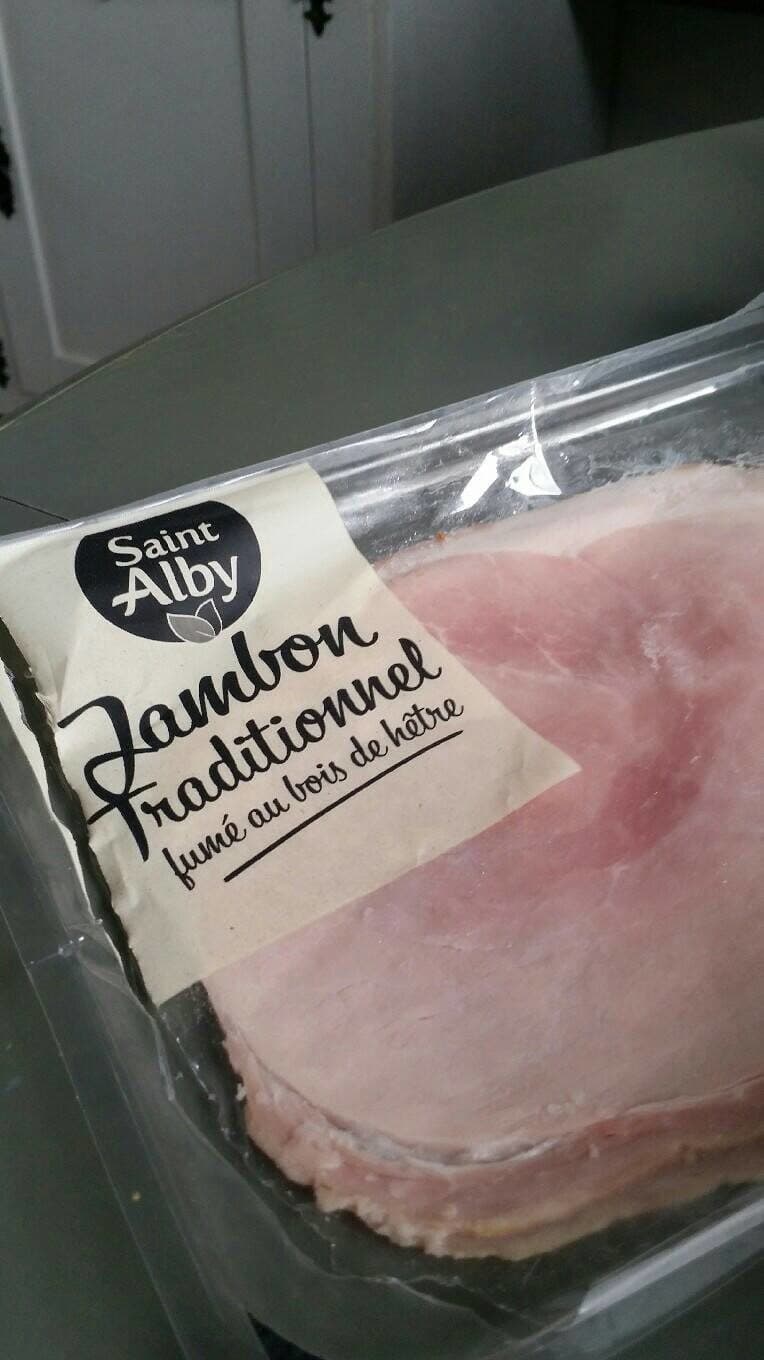 Saint
Alby
Jambon
Traditionnel
fumé au bois de hêtre